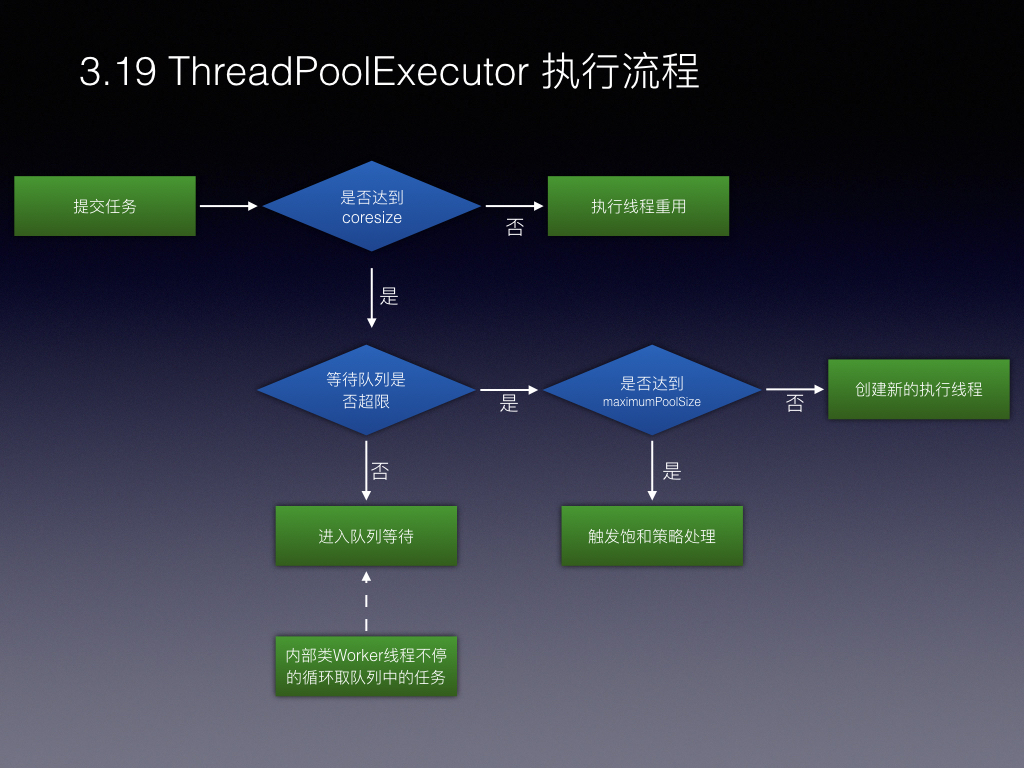 3.19 ThreadPoolExecutor 执行流程
提交任务
是否达到
coresize
否
执行线程重用
是
等待队列是
否超限
是
是否达到
maximumPoolSize
否
创建新的执行线程
否
是
进入队列等待
触发饱和策略处理
内部类Worker线程不停
的循环取队列中的任务